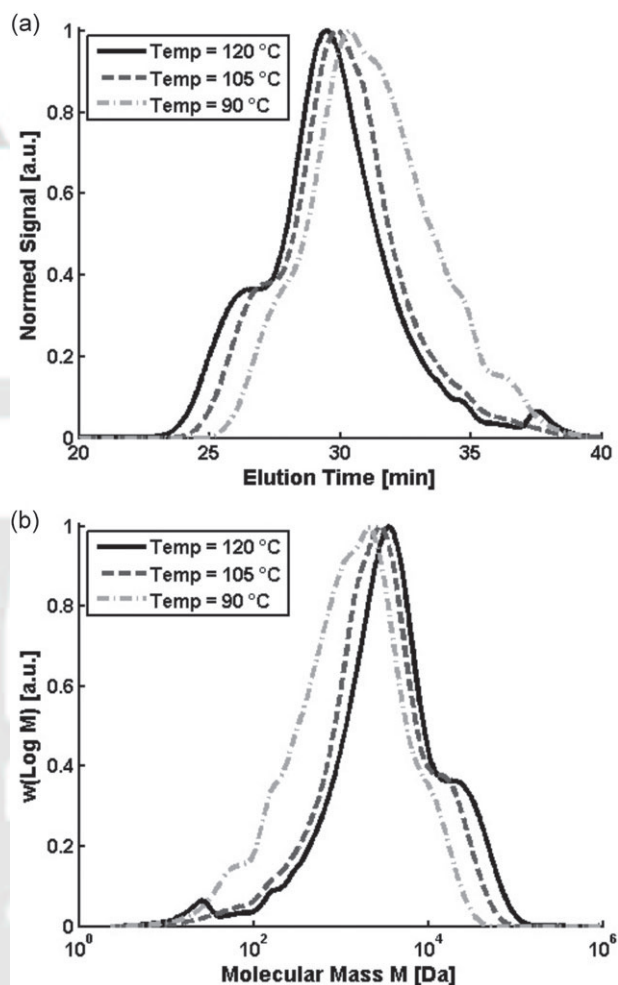 (a)
Temp = 120 °C
Temp = 105 °C
Temp = 90 °C
Normed Signal [a.u.]
1
0.8
0.6
0.4
0.2
0
20 25 30 35 40
Elution Time [min]
(b)
Temp = 120 °C
Temp = 105 °C
Temp = 90 °C
w(Log M) [a.u.]
1
0.8
0.6
0.4
0.2
0
10⁰ 10² 10⁴ 10⁶
Molecular Mass M [Da]